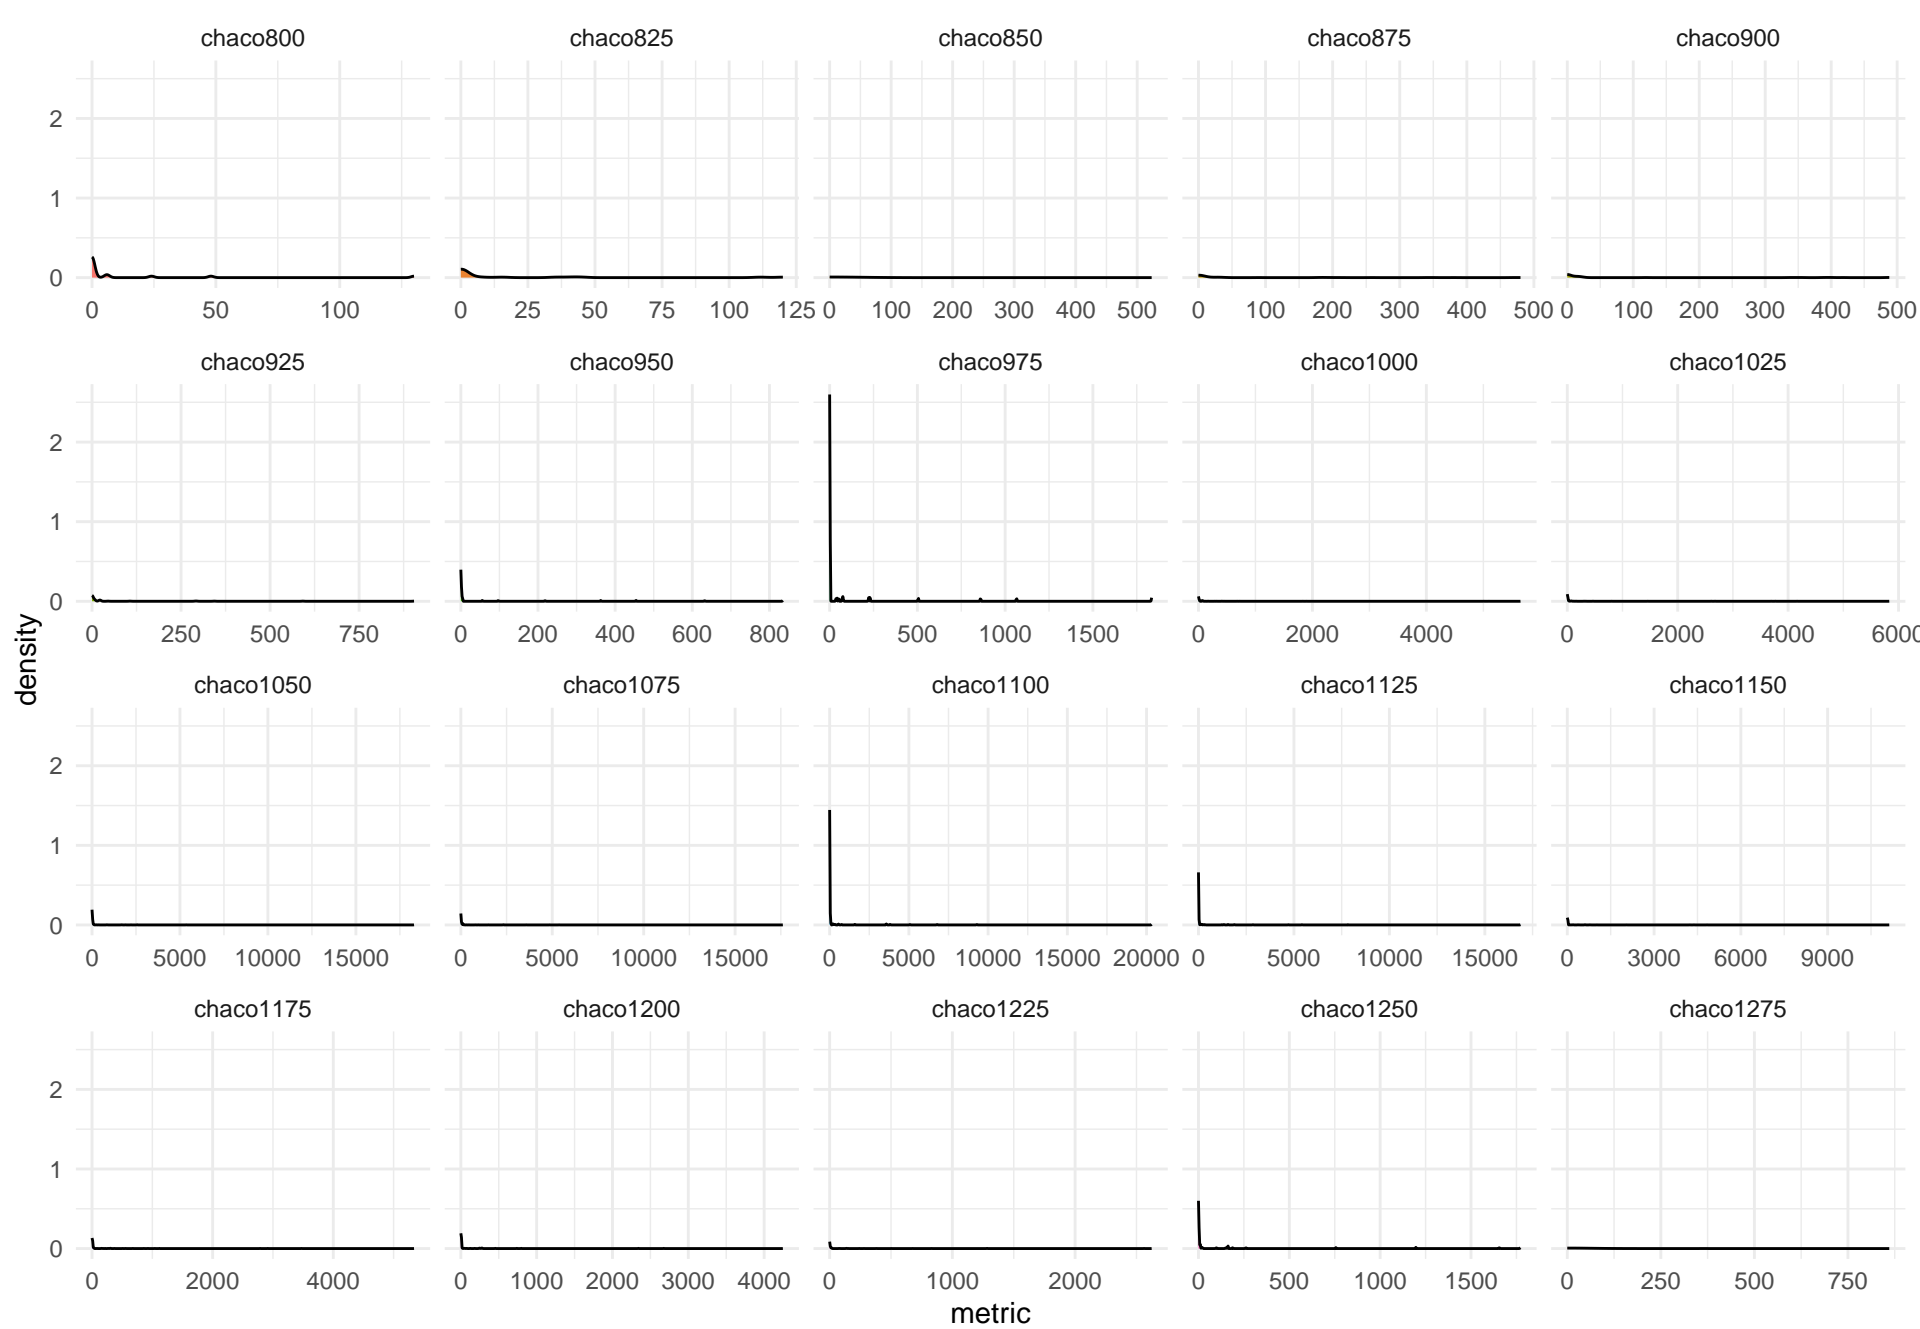 chaco800 chaco825 chaco850 chaco875 chaco900
2
1
0
0 50 100 0 25 50 75 100 125 0 100 200 300 400 500 0 100 200 300 400 500 0 100 200 300 400 500
chaco925 chaco950 chaco975 chaco1000 chaco1025
2
1
0
0 250 500 750 0 200 400 600 800 0 500 1000 1500 0 2000 4000 0 2000 4000 6000
density
chaco1050 chaco1075 chaco1100 chaco1125 chaco1150
2
1
0
0 5000 10000 15000 0 5000 10000 15000 0 5000 10000 15000 20000 0 5000 10000 15000 0 3000 6000 9000
chaco1175 chaco1200 chaco1225 chaco1250 chaco1275
2
1
0
0 2000 4000 0 1000 2000 3000 4000 0 1000 2000 0 500 1000 1500 0 250 500 750
metric